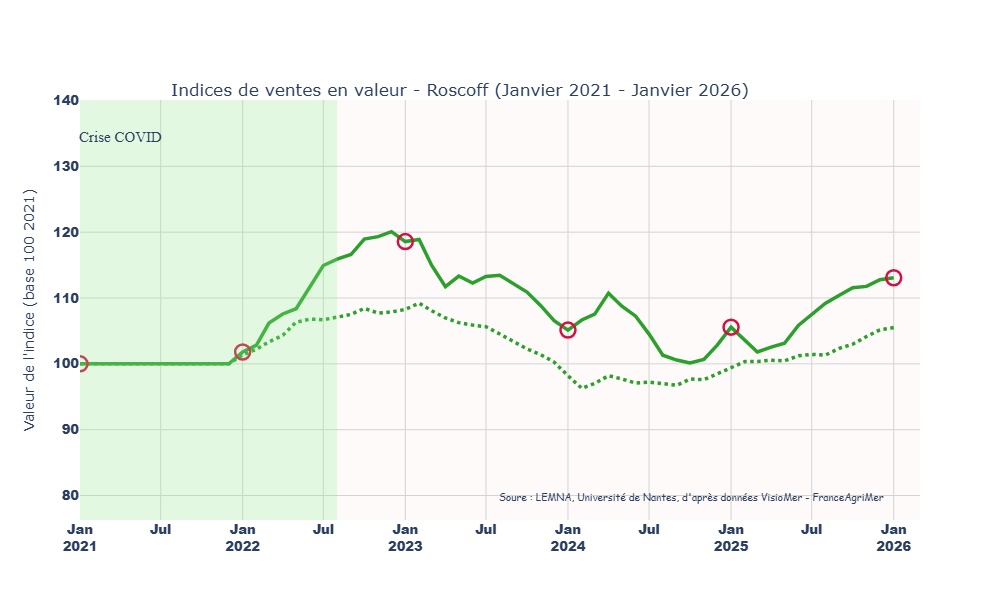 Indices de ventes en valeur - Roscoff (Janvier 2021 - Janvier 2026)
140
Crise COVID
130
120
110
100
90
80
Valeur de l'indice (base 100 2021)
Soure : LEMNA, Université de Nantes, d'après données VisioMer - FranceAgriMer
Jan Jul Jan Jul Jan Jul Jan Jul Jan Jul Jan
2021 2022 2023 2024 2025 2026